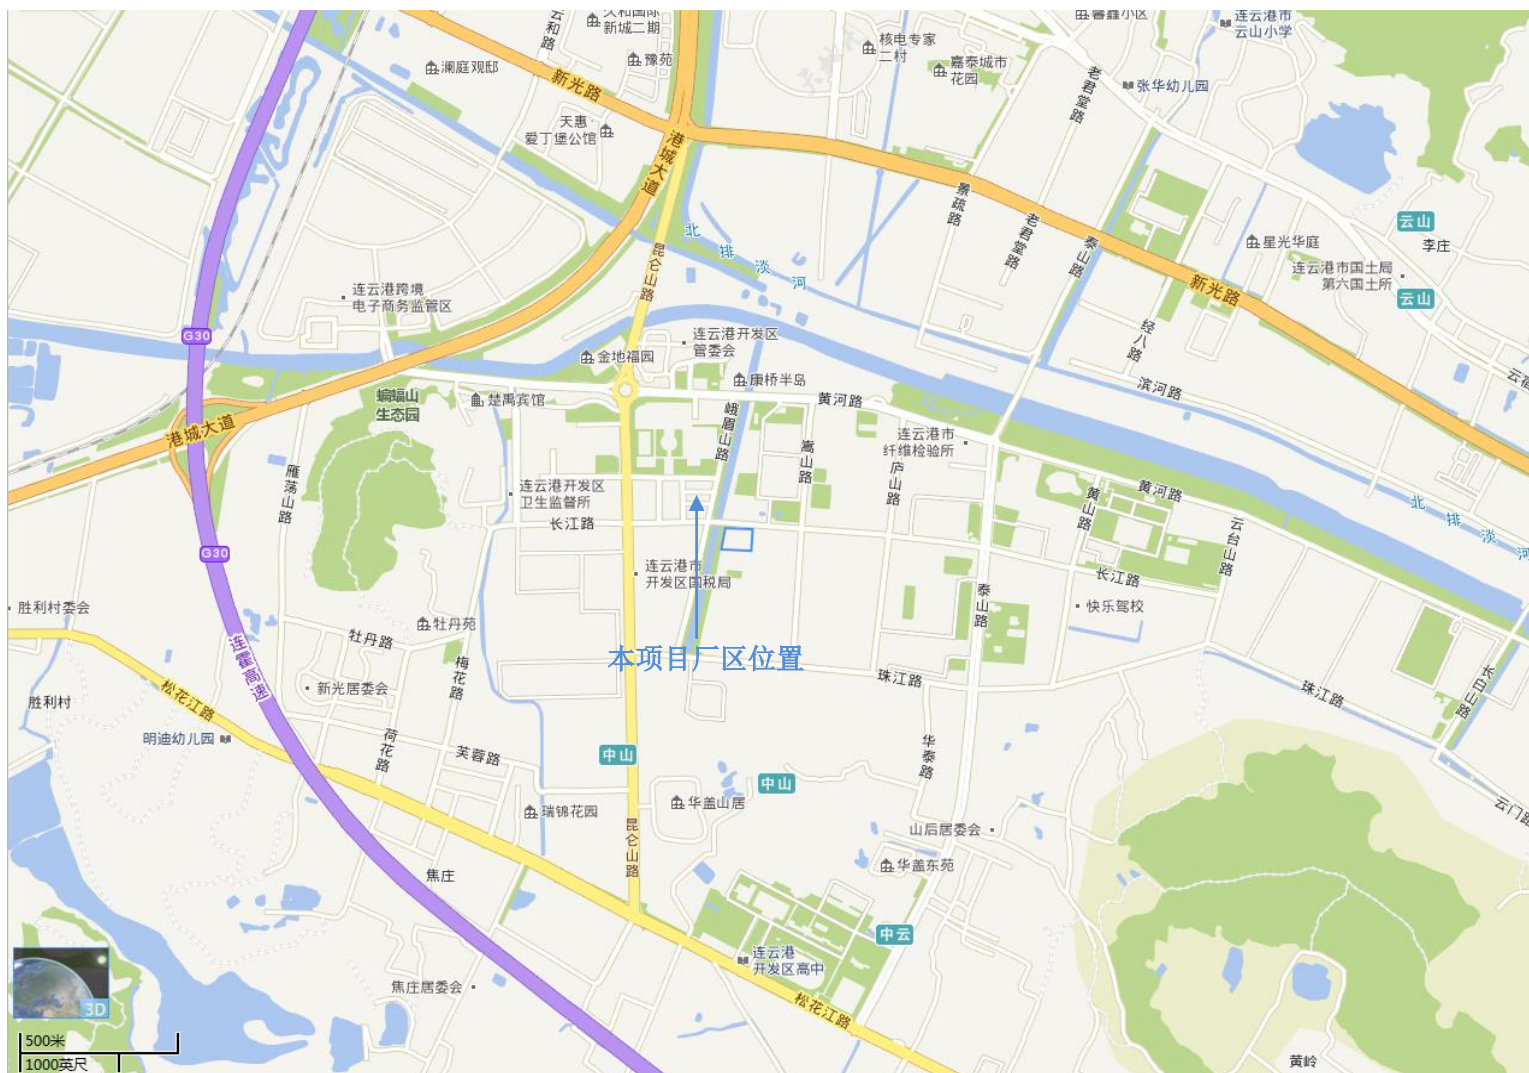 久和国际
新城二期
云和路
馨鑫小区
连云港市
云山小学
核电专家
二村
豫苑
澜庭观邸
嘉泰城市
花园
老君堂路
张华幼儿园
新光路
天惠
爱丁堡公馆
港城大道
景疏路
老君堂路
泰山路
云山
李庄
星光华庭
北排淡河
昆仑山路
连云港市国土局
第六国土所
新光路
云山
连云港跨境
电子商务监管区
G30
经八路
连云港开发区
管委会
金地福园
康桥半岛
滨河路
蝙蝠山
生态园
楚禹宾馆
峨眉山路
黄河路
港城大道
嵩山路
连云港市
纤维检验所
雁荡山路
庐山路
黄山路
黄河路
连云港开发区
卫生监督所
北排淡河
长江路
云台山路
G30
连云港市
开发区国税局
长江路
泰山路
快乐驾校
胜利村委会
牡丹苑
牡丹路
连霍高速
本项目厂区位置
梅花路
珠江路
珠江路
长白山路
新光居委会
松花江路
胜利村
明迪幼儿园
荷花路
芙蓉路
华泰路
中山
中山
瑞锦花园
华盖山居
云门路
昆仑山路
山后居委会
华盖东苑
焦庄
中云
连云港
开发区高中
焦庄居委会
松花江路
3D
500米
1000英尺
黄岭